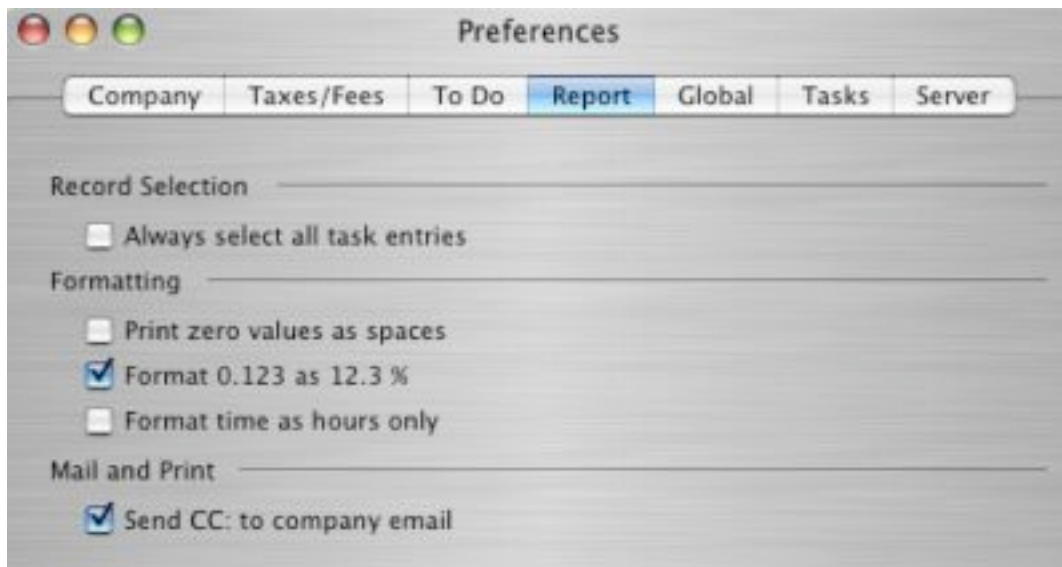 Preferences
Company Taxes/Fees To Do Report Global Tasks Server
Record Selection
Always select all task entries
Formatting
Print zero values as spaces
Format 0.123 as 12.3 %
Format time as hours only
Mail and Print
Send CC: to company email